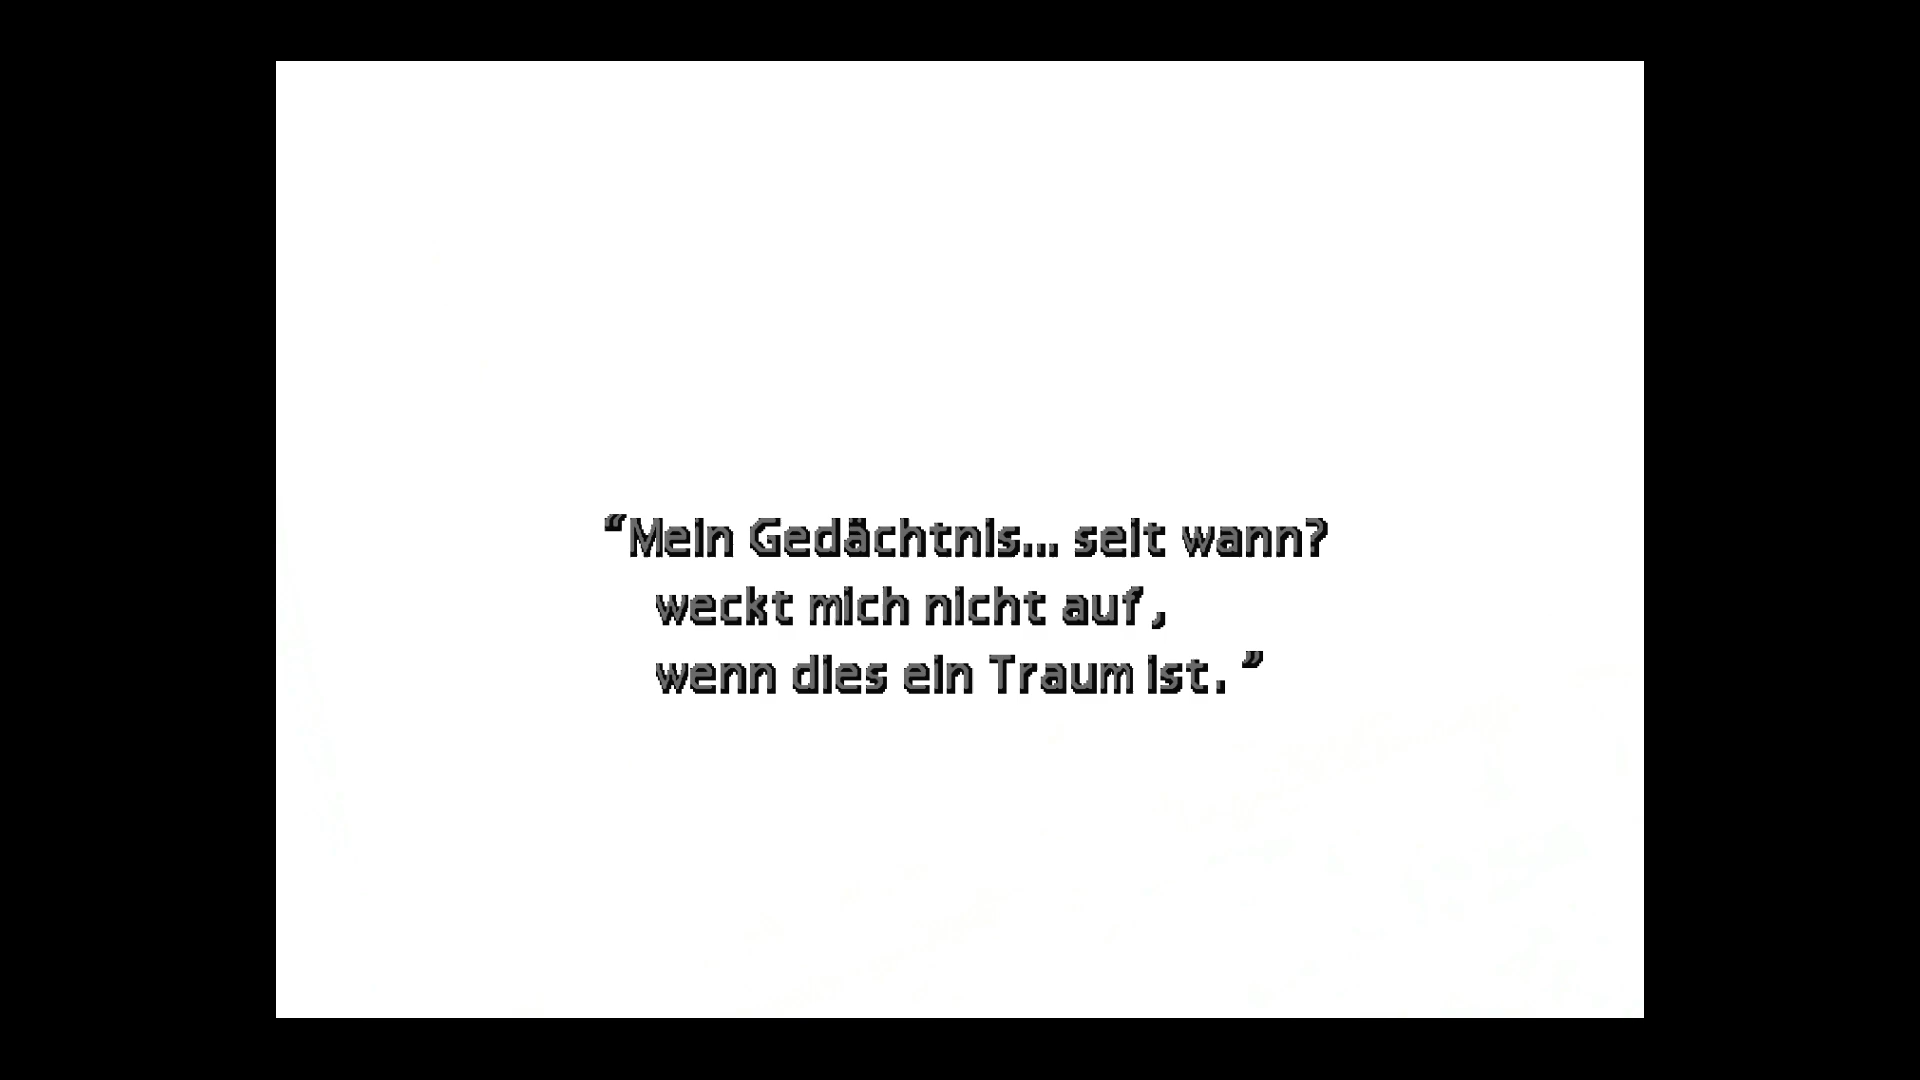 “Mein Gedächtnis... seit wann?
weckt mich nicht auf,
wenn dies ein Traum ist.”